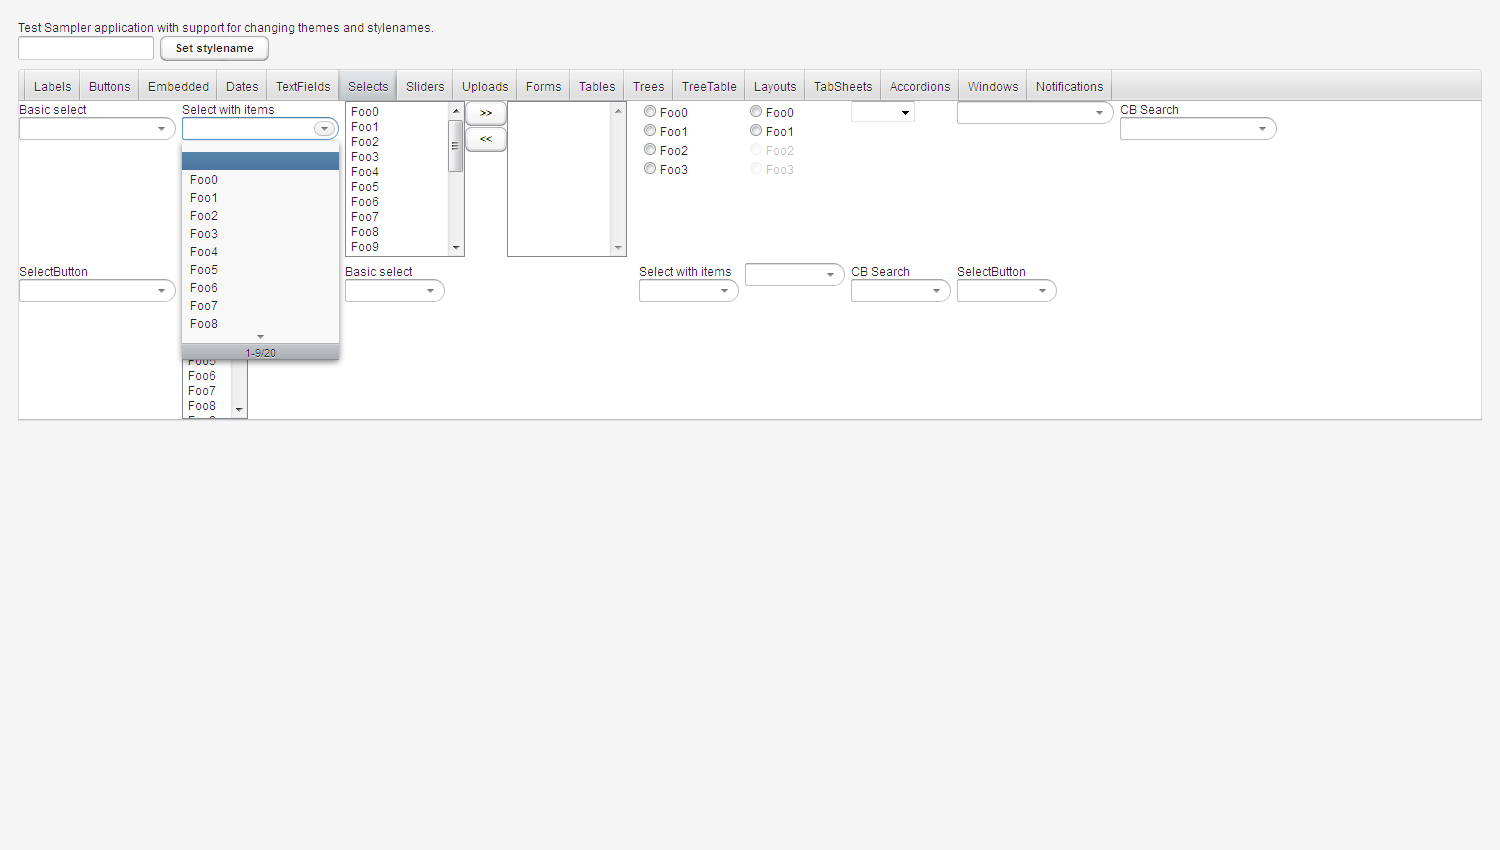 Test Sampler application with support for changing themes and stylenames.
Set stylename
Labels Buttons Embedded Dates TextFields Selects Sliders Uploads Forms Tables Trees TreeTable Layouts TabSheets Accordions Windows Notifications
Basic select
Select with items
Foo0
Foo1
Foo2
Foo3
Foo4
Foo5
Foo6
Foo7
Foo8
1-9/20
Foo5
Foo6
Foo7
Foo8
Foo0
Foo1
Foo2
Foo3
Foo4
Foo5
Foo6
Foo7
Foo8
Foo9
>>
<<
Foo0
Foo1
Foo2
Foo3
Foo0
Foo1
Foo2
Foo3
CB Search
SelectButton
Basic select
Select with items
CB Search
SelectButton